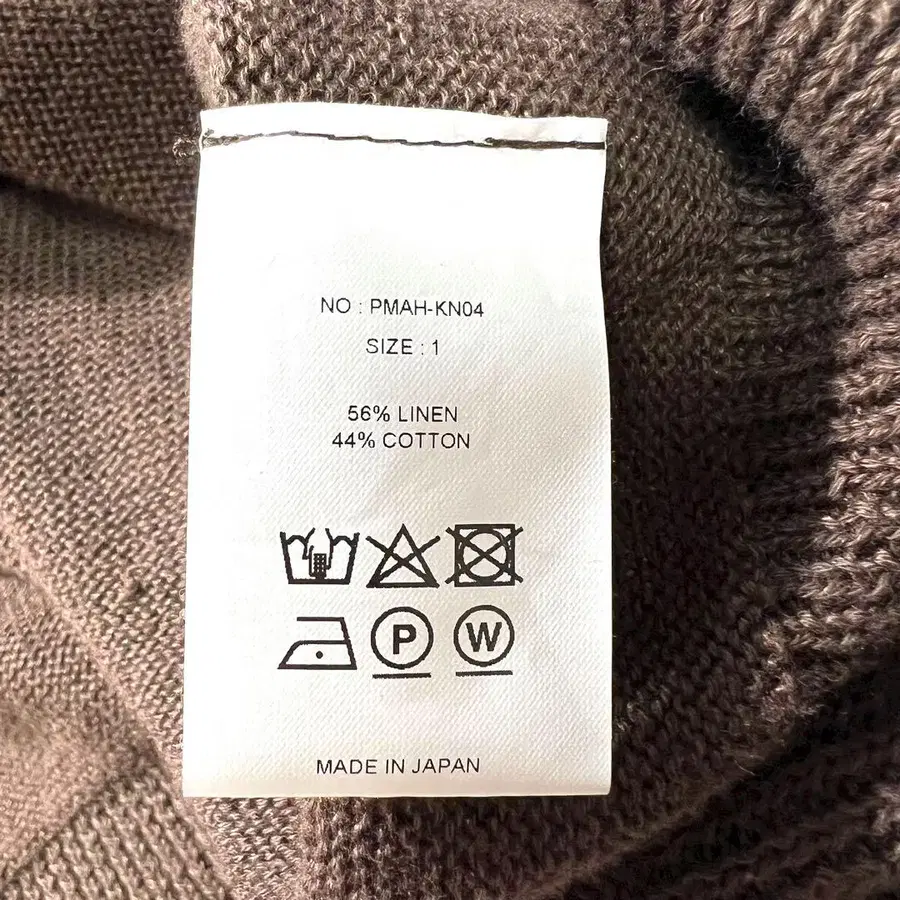 NO : PMAH-KN04
SIZE : 1
56% LINEN
44% COTTON
P W
MADE IN JAPAN